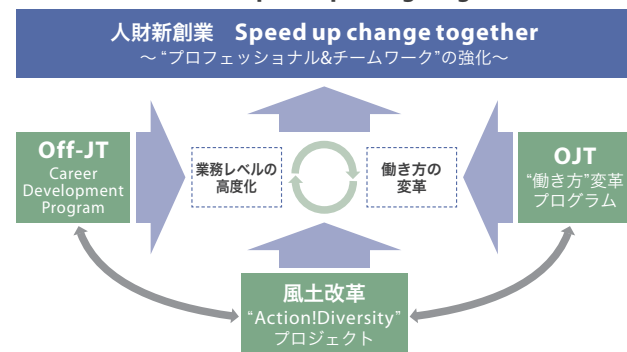 人財新創業　Speed up change together
～ “プロフェッショナル&チームワーク”の強化～
Off-JT
Career
Development
Program
業務レベルの
高度化
働き方の
変革
OJT
“働き方”変革
プログラム
風土改革
“Action!Diversity”
プロジェクト